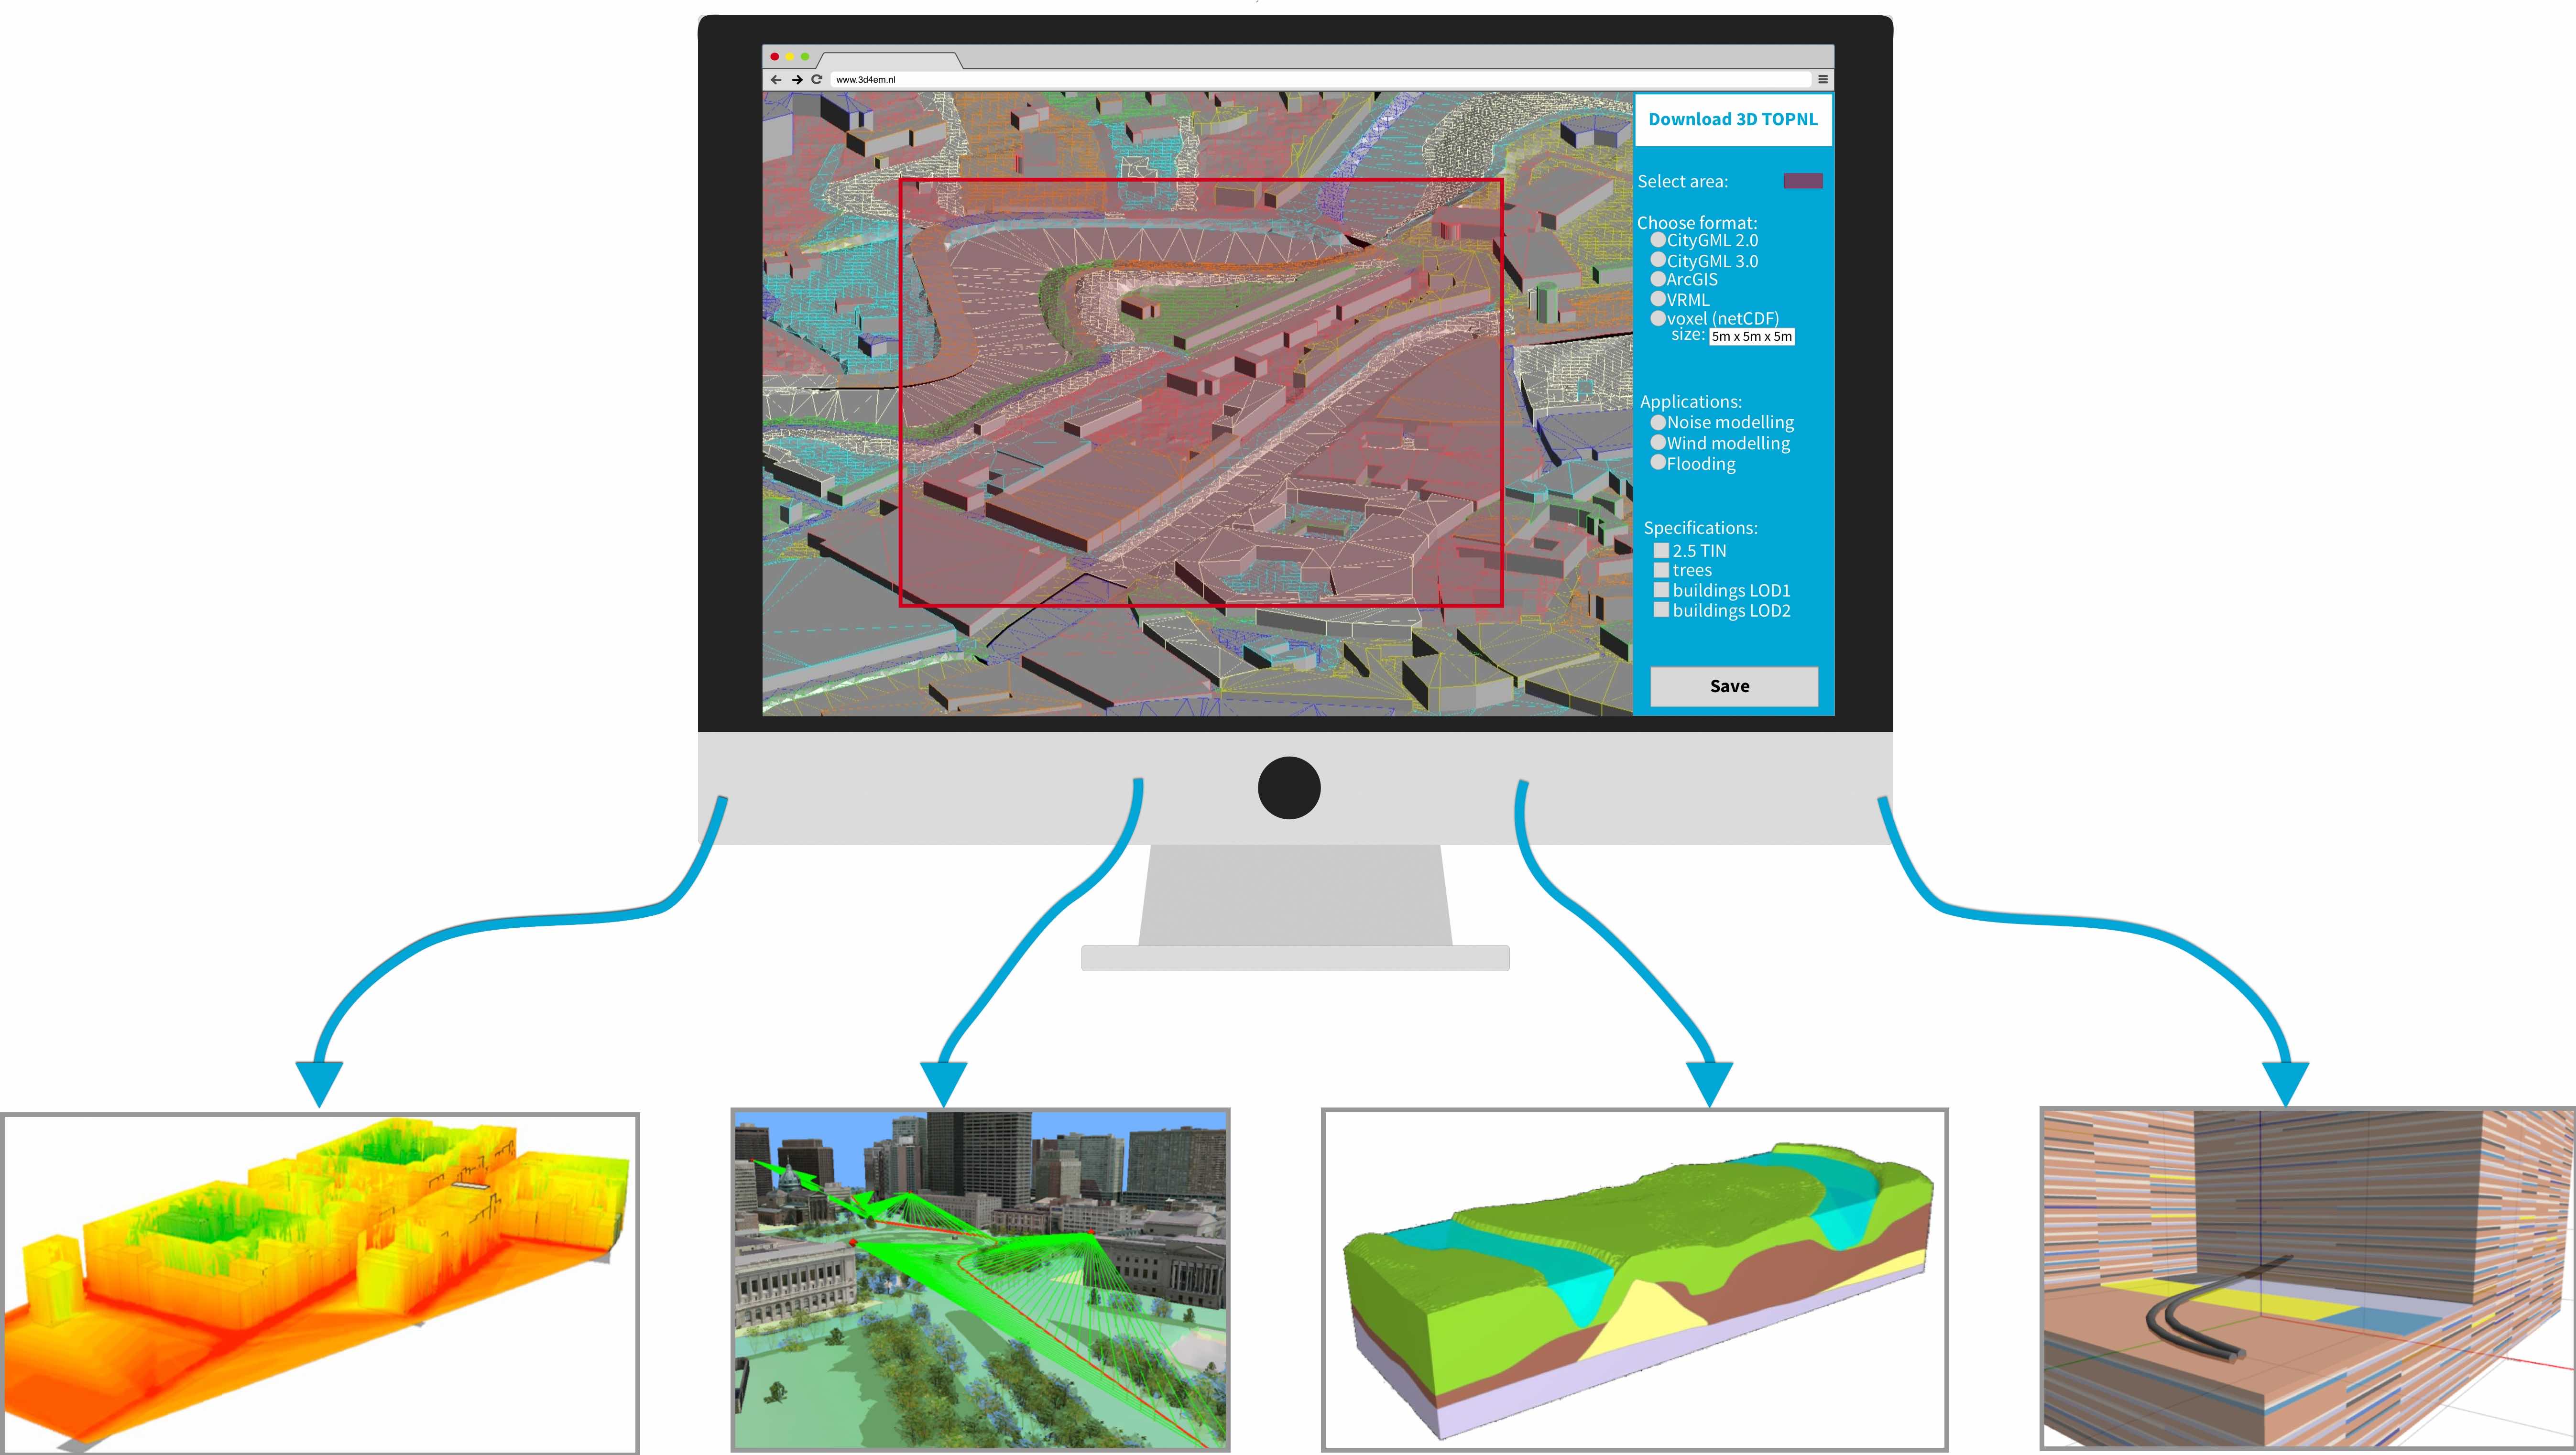 www.3d4em.nl
Download 3D TOPNL
Select area:
Choose format:
CityGML 2.0
CityGML 3.0
ArcGIS
VRML
voxel (netCDF)
size: 5m x 5m x 5m
Applications:
Noise modelling
Wind modelling
Flooding
Specifications:
2.5 TIN
trees
buildings LOD1
buildings LOD2
Save